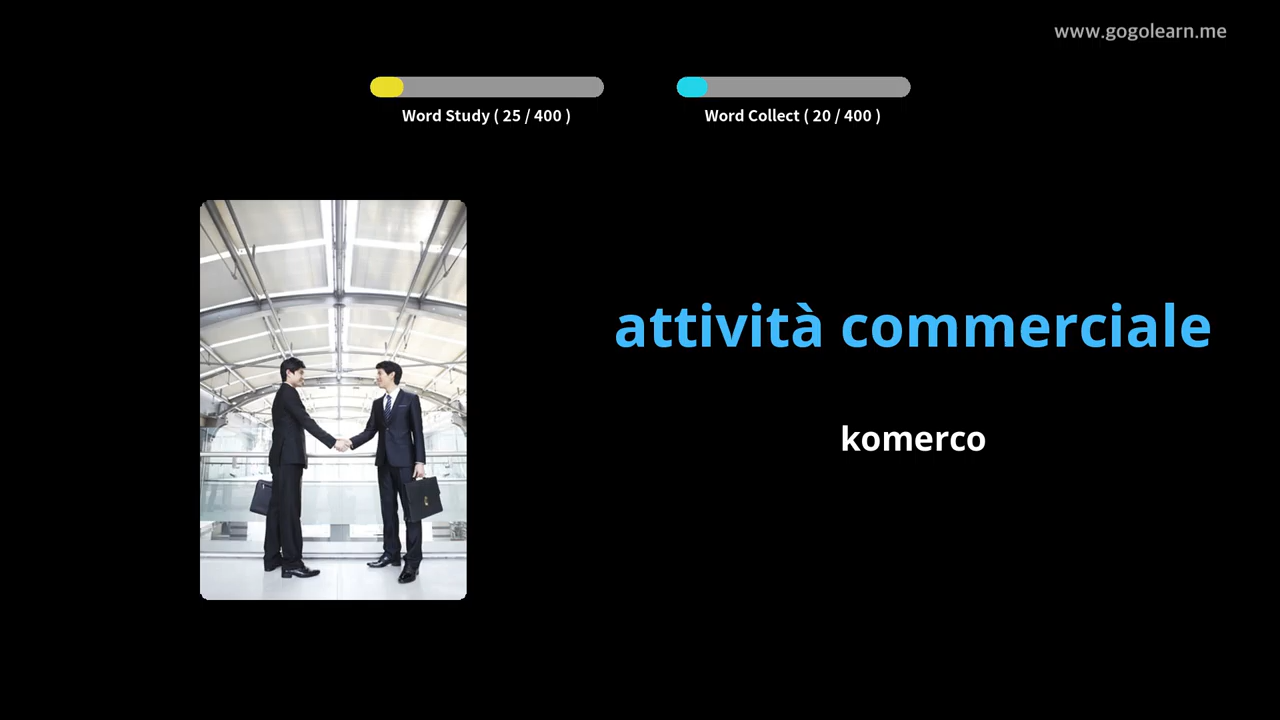 www.gogolearn.me
Word Study ( 25 / 400 )
Word Collect ( 20 / 400 )
attività commerciale
komerco